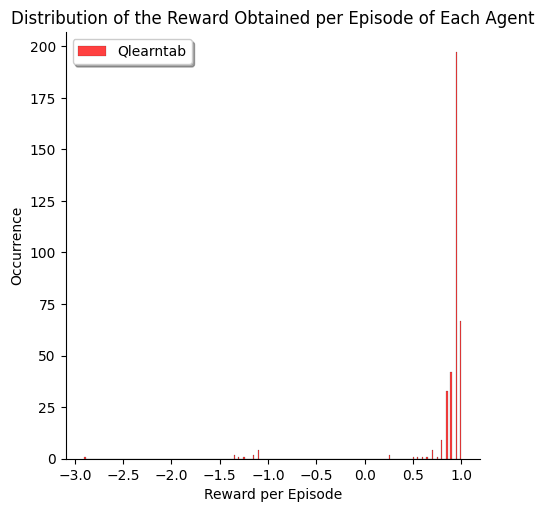 Distribution of the Reward Obtained per Episode of Each Agent
Qlearntab
200
175
150
125
100
75
50
25
0
Occurrence
−3.0 −2.5 −2.0 −1.5 −1.0 −0.5 0.0 0.5 1.0
Reward per Episode